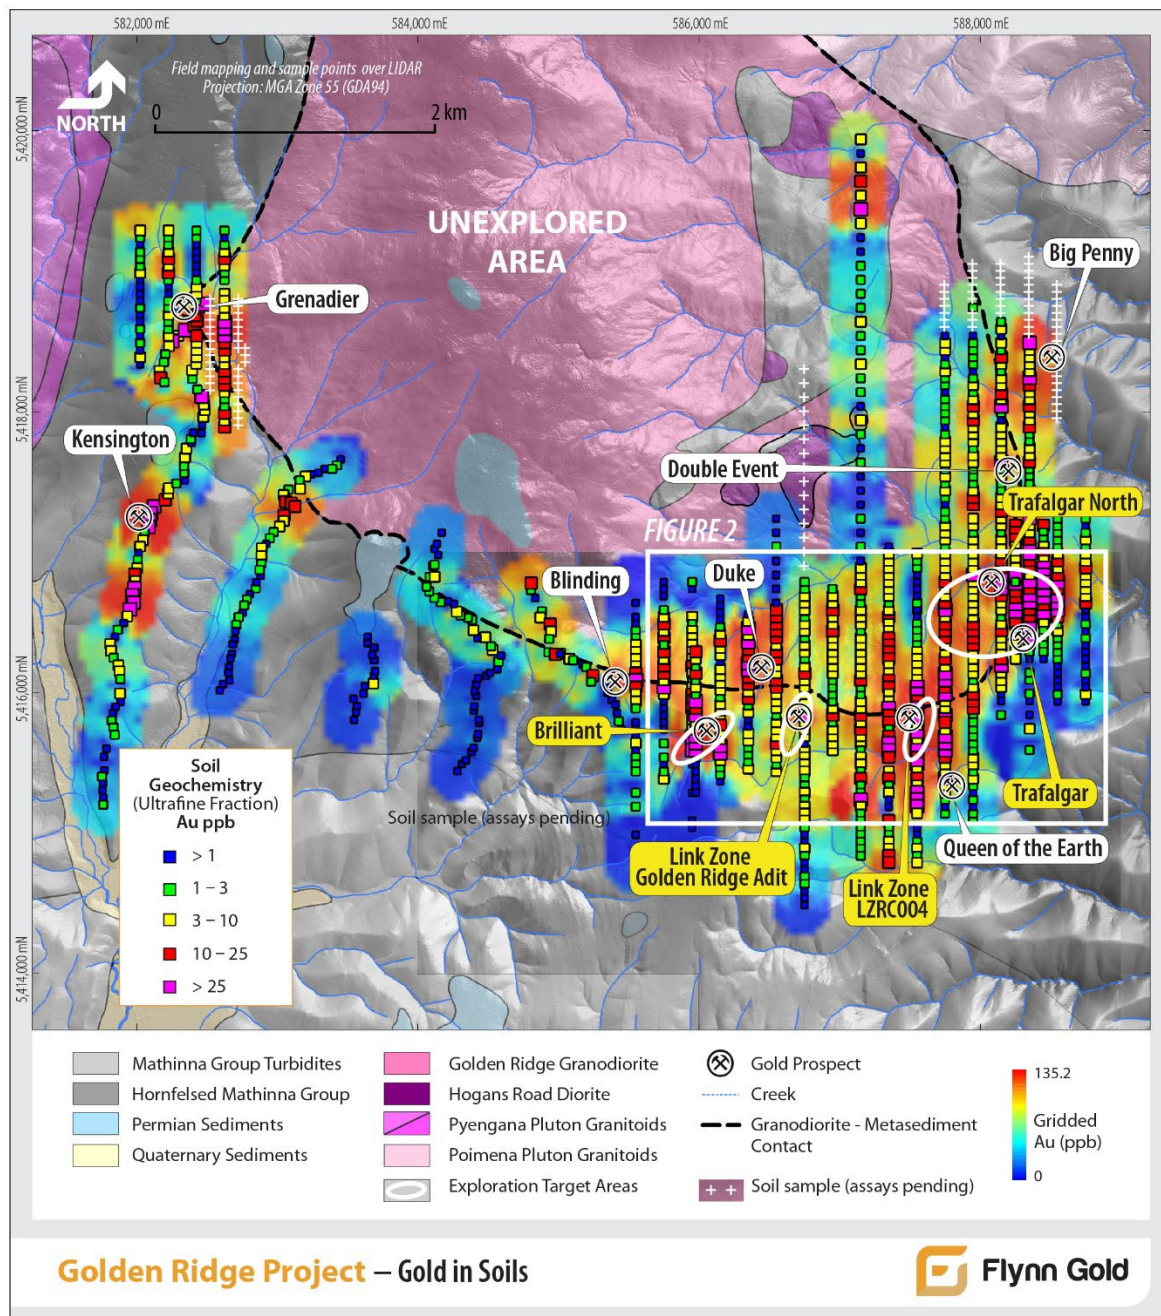 582,000 mE
584,000 mE
586,000 mE
588,000 mE
Field mapping and sample points over LIDAR
Projection: MGA Zone 55 (GDA94)
NORTH
0
2 km
5,420,000 mN
UNEXPLORED
AREA
Big Penny
Grenadier
5,418,000 mN
Kensington
Double Event
Trafalgar North
FIGURE 2
Blinding
Duke
5,416,000 mN
Brilliant
Trafalgar
Soil sample (assays pending)
Queen of the Earth
Link Zone
Golden Ridge Adit
Link Zone
LZRC004
5,414,000 mN
Soil
Geochemistry
(Ultrafine Fraction)
Au ppb
> 1
1 – 3
3 – 10
10 – 25
> 25
Mathinna Group Turbidites
Hornfelsed Mathinna Group
Permian Sediments
Quaternary Sediments
Golden Ridge Granodiorite
Hogans Road Diorite
Pyengana Pluton Granitoids
Poimena Pluton Granitoids
Exploration Target Areas
Gold Prospect
Creek
Granodiorite - Metasediment
Contact
Soil sample (assays pending)
135.2
Gridded
Au (ppb)
0
Golden Ridge Project – Gold in Soils
Flynn Gold